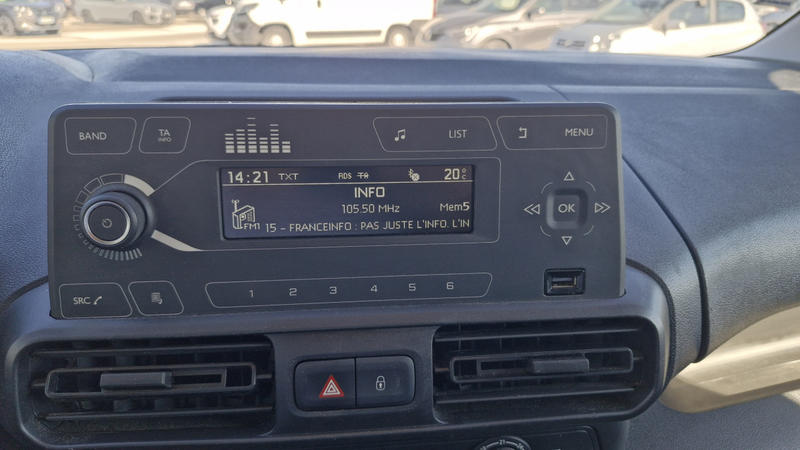 BAND
TA
INFO
LIST
MENU
14:21 TXT RDS TA 20°C
INFO
105.50 MHz Mem5
FM1 15 - FRANCEINFO : PAS JUSTE L'INFO. L'IN
OK
SRC
1 2 3 4 5 6